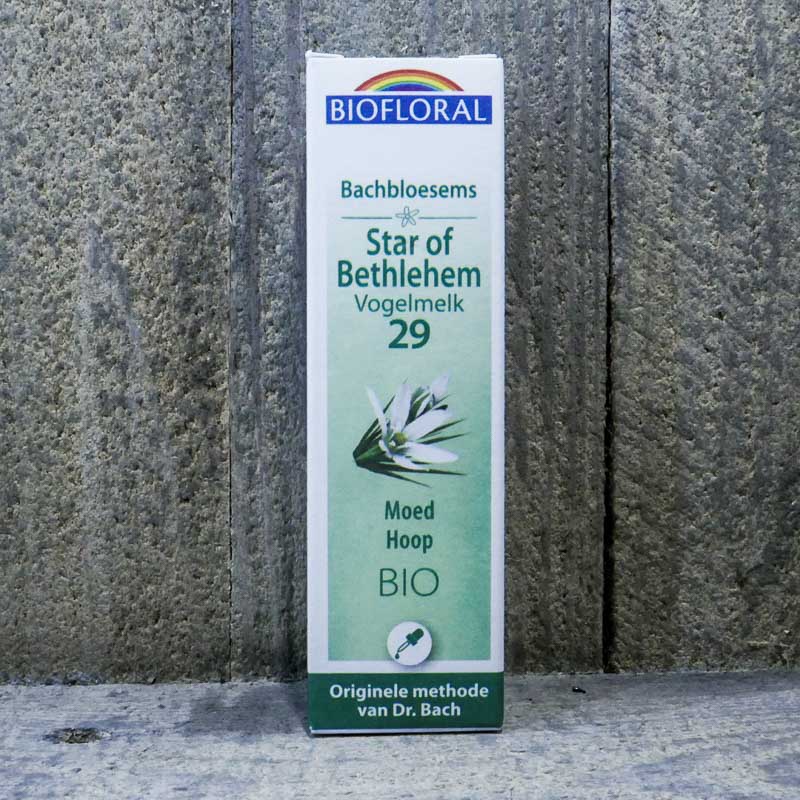 BIOFLORAL
Bachbloesems
Star of
Bethlehem
Vogelmelk
29
Moed
Hoop
BIO
Originele methode
van Dr. Bach